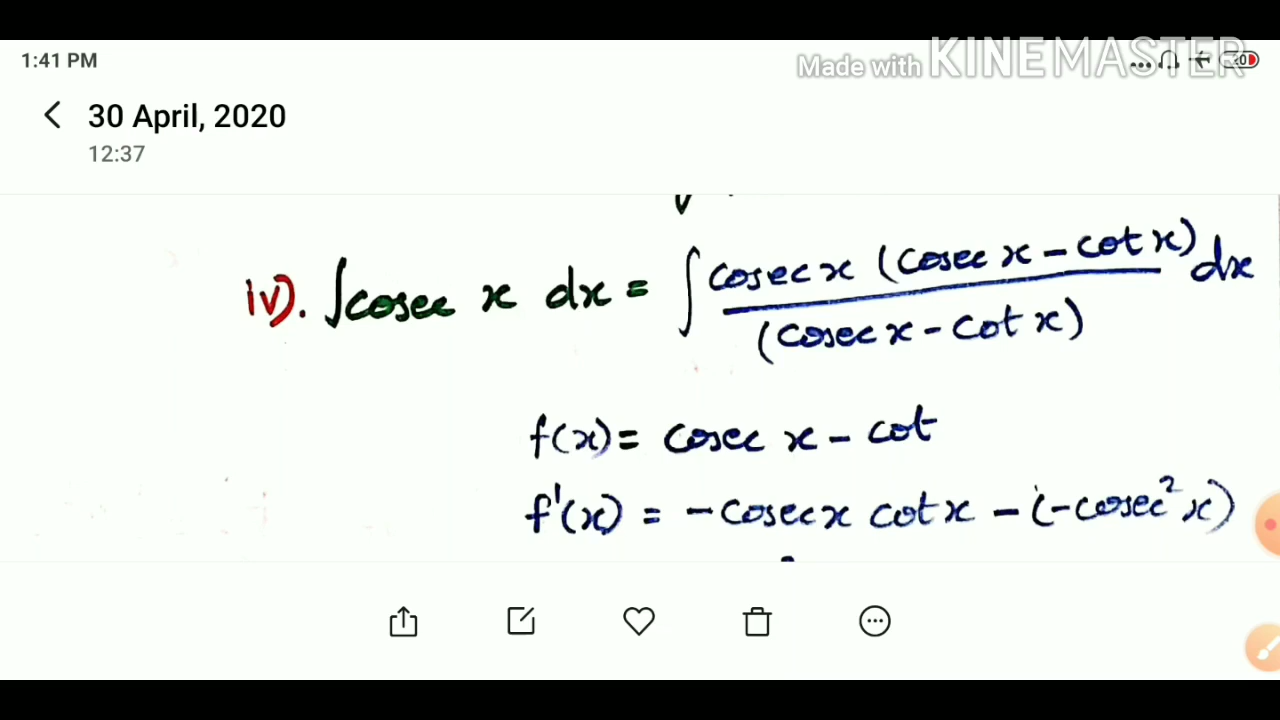 1:41 PM
Made with KINEMASTER
20
30 April, 2020
12:37
iv). ∫cosec x dx = ∫ cosec x (cosec x - cot x) dx
(cosec x - cot x)
f(x) = cosec x - cot
f'(x) = -cosec x cot x - (-cosec² x)